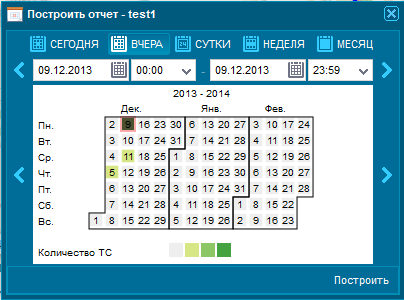 Построить отчет - test1
СЕГОДНЯ ВЧЕРА СУТКИ НЕДЕЛЯ МЕСЯЦ
09.12.2013 00:00 - 09.12.2013 23:59
2013 - 2014
Дек. Янв. Фев.
Пн. 2 9 16 23 30 6 13 20 27 3 10 17 24
Вт. 3 10 17 24 31 7 14 21 28 4 11 18 25
Ср. 4 11 18 25 1 8 15 22 29 5 12 19 26
Чт. 5 12 19 26 2 9 16 23 30 6 13 20 27
Пт. 6 13 20 27 3 10 17 24 31 7 14 21 28
Сб. 7 14 21 28 4 11 18 25 1 8 15 22
Вс. 1 8 15 22 29 5 12 19 26 2 9 16 23
Количество ТС
Построить